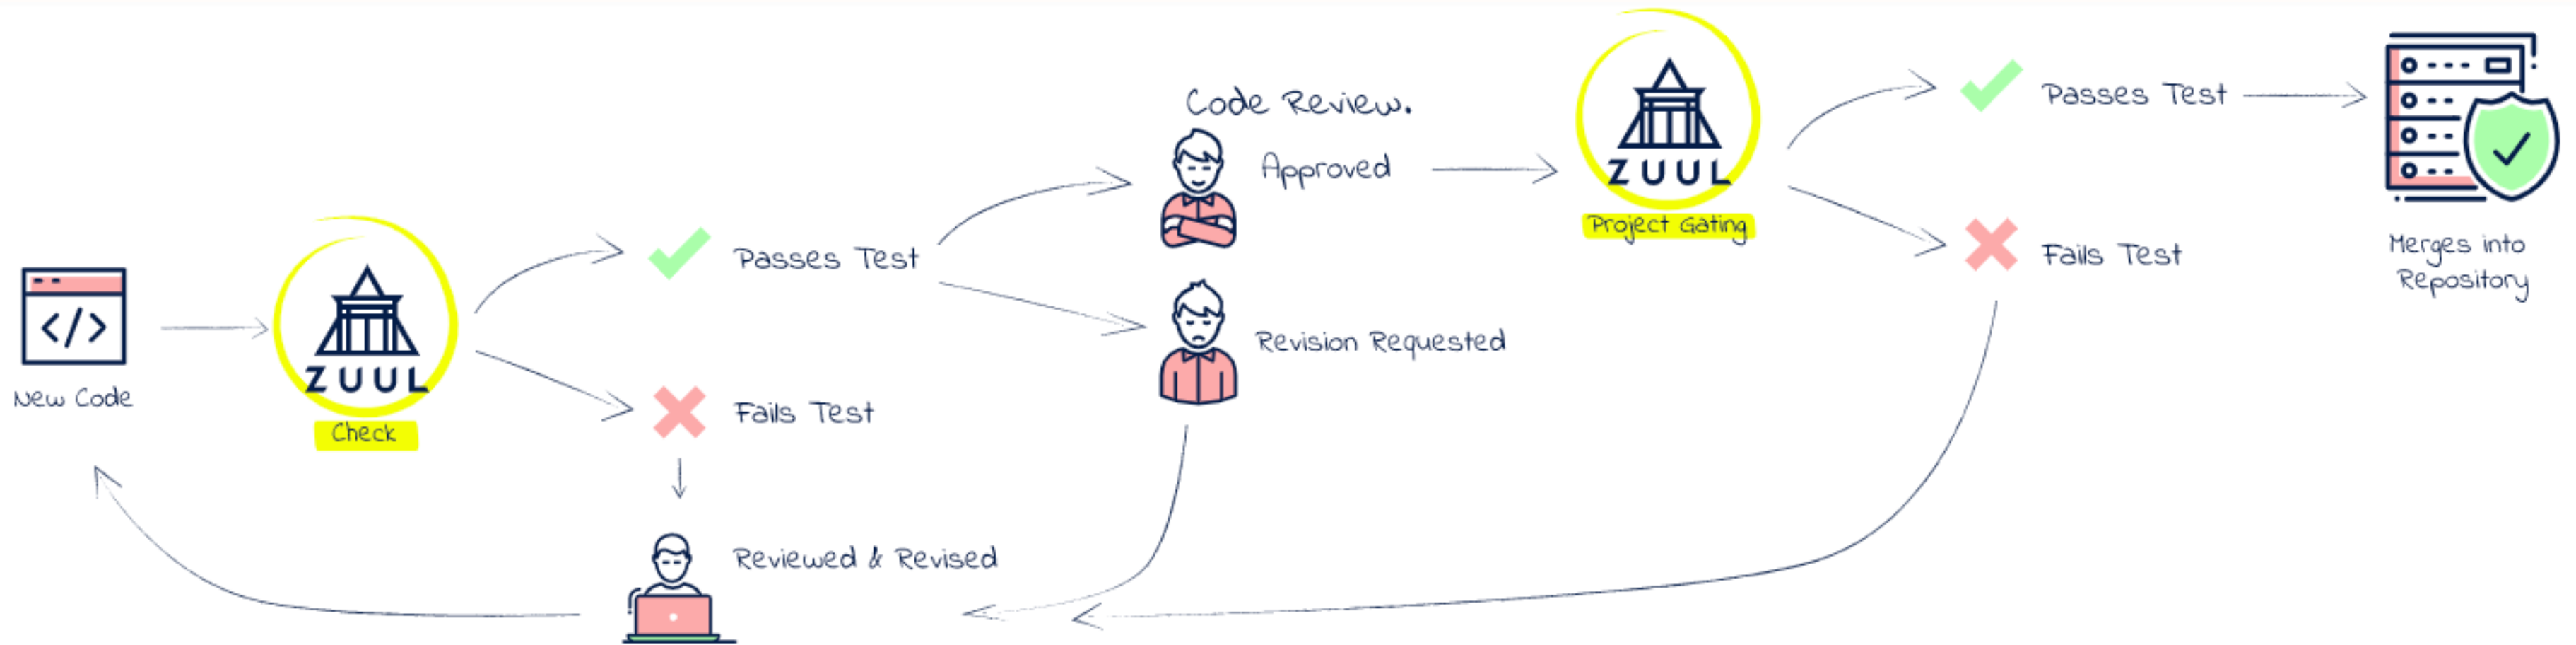 New Code
ZUUL
Check
Passes Test
Fails Test
Reviewed & Revised
Code Review.
Approved
Revision Requested
ZUUL
Project Gating
Passes Test
Fails Test
Merges into
Repository